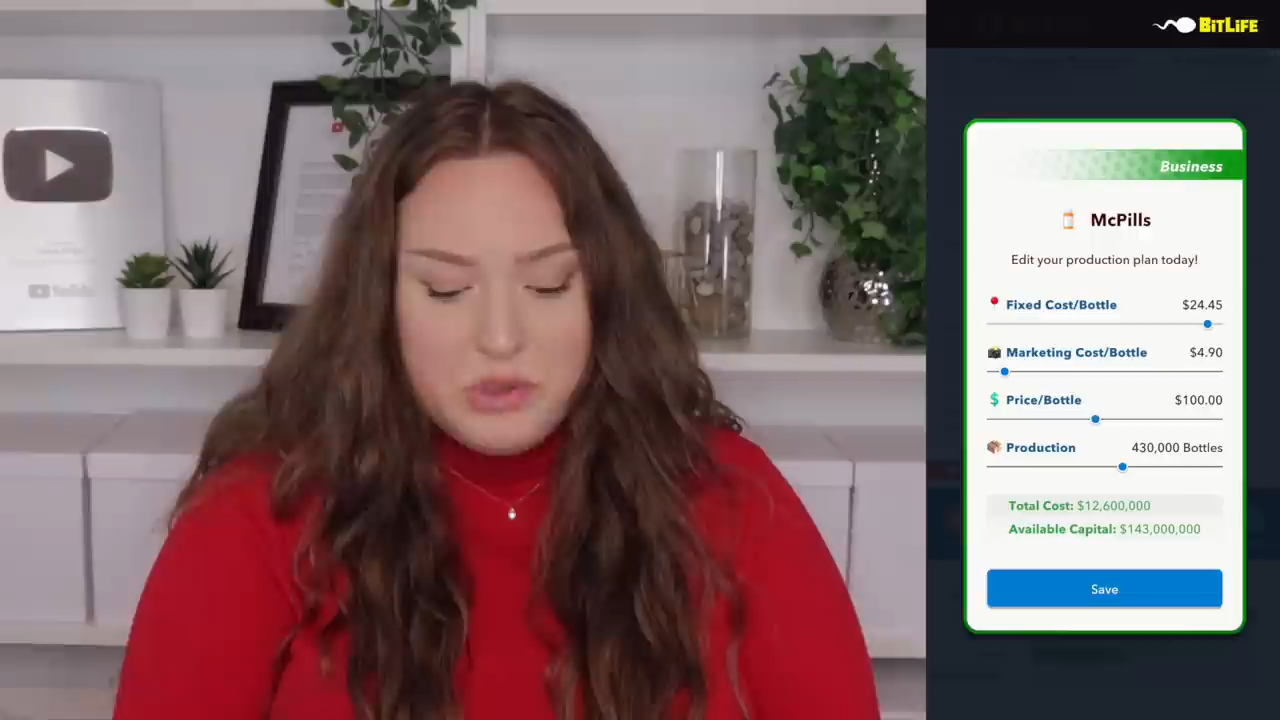 BITLIFE
Business
McPills
Edit your production plan today!
Fixed Cost/Bottle $24.45
Marketing Cost/Bottle $4.90
Price/Bottle $100.00
Production 430,000 Bottles
Total Cost: $12,600,000
Available Capital: $143,000,000
Save